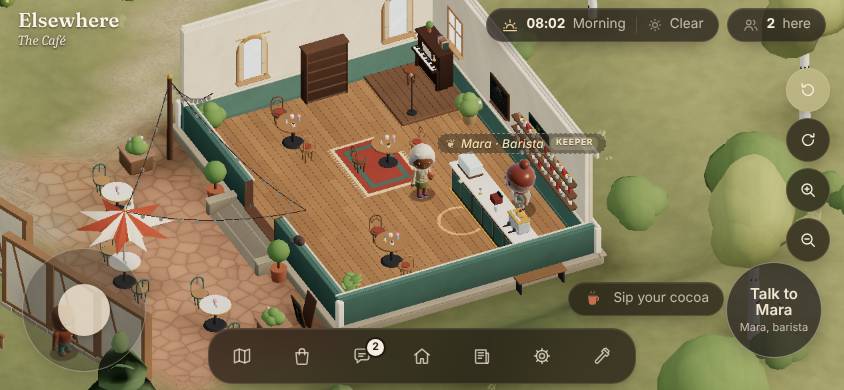 Elsewhere
The Café
08:02 Morning Clear
2 here
Mara · Barista KEEPER
Sip your cocoa
Talk to
Mara
Mara, barista
2